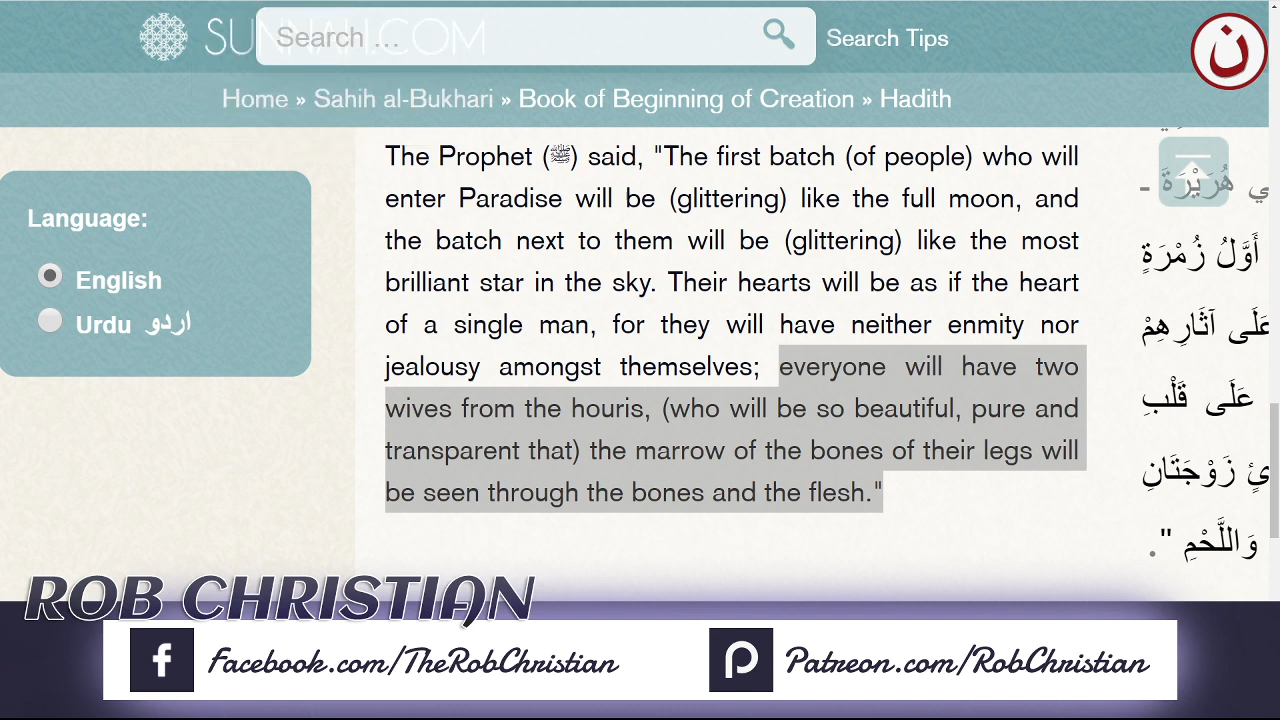 SUNNAH.COM
Search ...
Search Tips
ن
Home » Sahih al-Bukhari » Book of Beginning of Creation » Hadith
Language:
English
Urdu اردو
The Prophet (ﷺ) said, "The first batch (of people) who will
enter Paradise will be (glittering) like the full moon, and
the batch next to them will be (glittering) like the most
brilliant star in the sky. Their hearts will be as if the heart
of a single man, for they will have neither enmity nor
jealousy amongst themselves; everyone will have two
wives from the houris, (who will be so beautiful, pure and
transparent that) the marrow of the bones of their legs will
be seen through the bones and the flesh."
هُرَيْرَةَ ـ
أَوَّلُ زُمْرَةٍ
عَلَى آثَارِهِمْ
عَلَى قَلْبِ
زَوْجَتَانِ
وَاللَّحْمِ ".
ROB CHRISTIAN
Facebook.com/TheRobChristian
Patreon.com/RobChristian